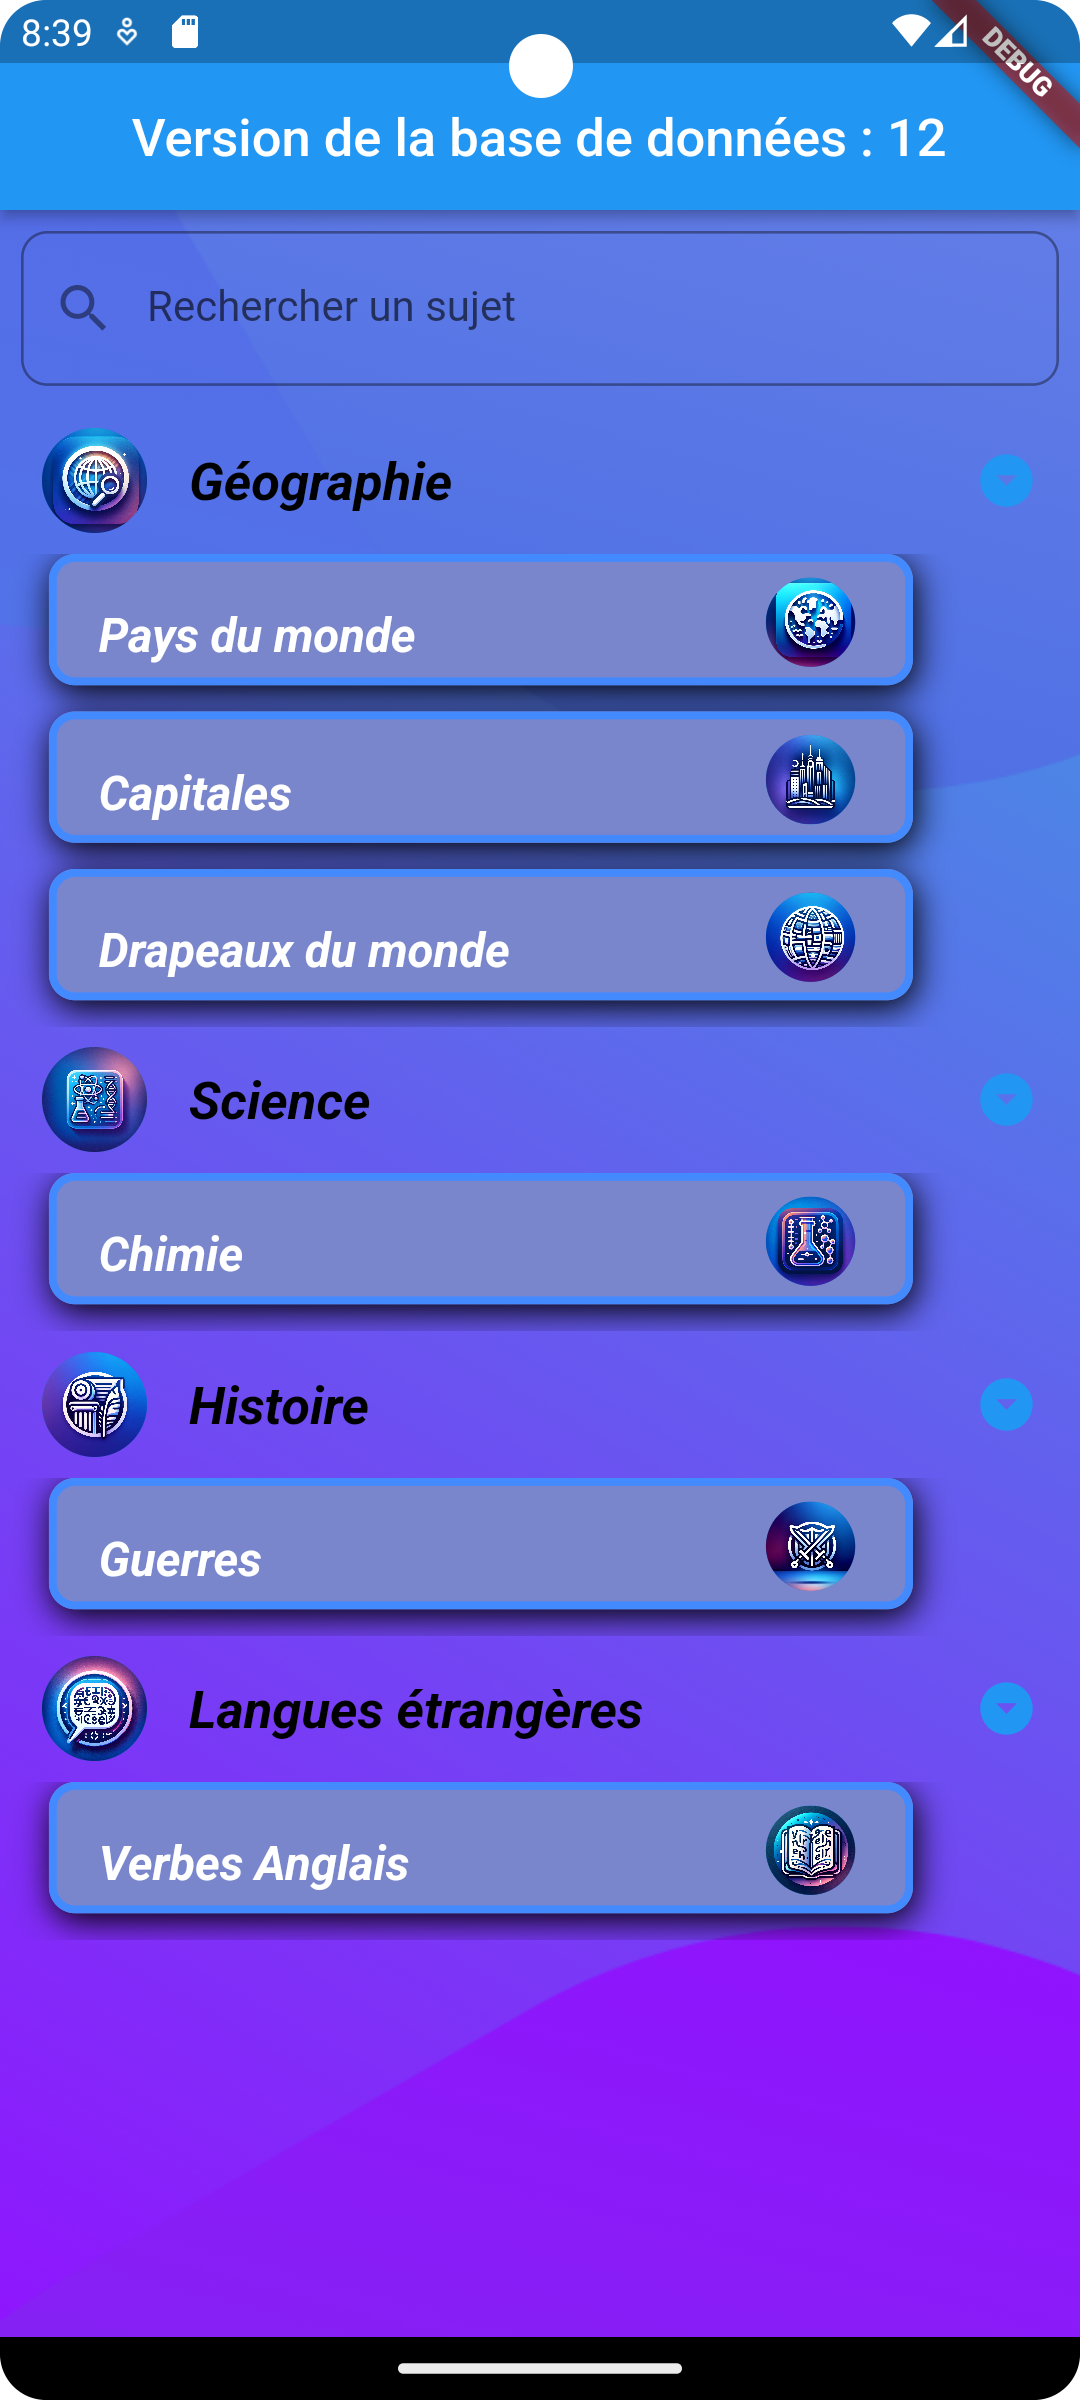 8:39
DEBUG
Version de la base de données : 12
Rechercher un sujet
Géographie
Pays du monde
Capitales
Drapeaux du monde
Science
Chimie
Histoire
Guerres
Langues étrangères
Verbes Anglais